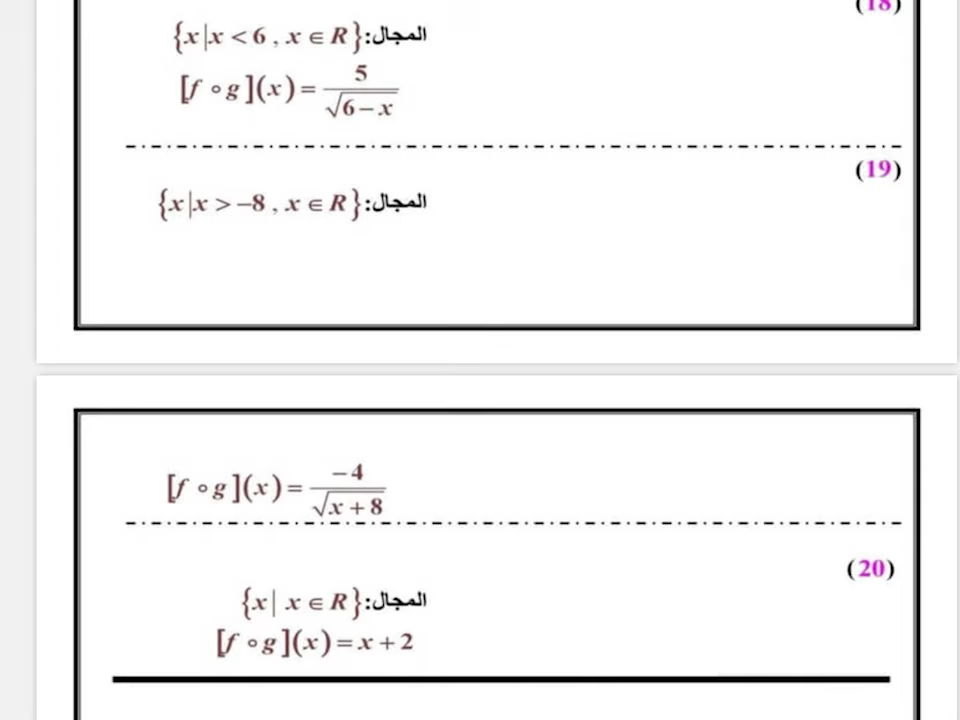 (18)
المجال:{x|x < 6 , x ∈ R}
[f ∘ g](x) = 5/√(6 − x)
(19)
المجال:{x|x > −8 , x ∈ R}
[f ∘ g](x) = −4/√(x + 8)
(20)
المجال:{x| x ∈ R}
[f ∘ g](x) = x + 2